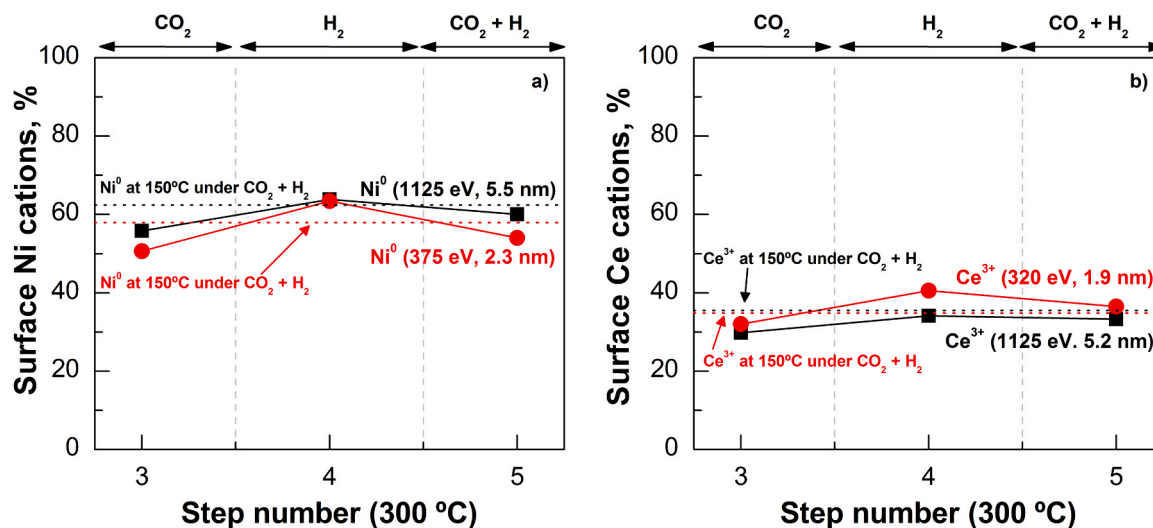 CO₂ H₂ CO₂ + H₂
a)
Surface Ni cations, %
100
80
60
40
20
0
Ni⁰ at 150ºC under CO₂ + H₂
Ni⁰ (1125 eV, 5.5 nm)
Ni⁰ (375 eV, 2.3 nm)
Ni⁰ at 150ºC under CO₂ + H₂
3 4 5
Step number (300 ºC)
CO₂ H₂ CO₂ + H₂
b)
Surface Ce cations, %
100
80
60
40
20
0
Ce³⁺ at 150ºC under CO₂ + H₂
Ce³⁺ (320 eV, 1.9 nm)
Ce³⁺ (1125 eV. 5.2 nm)
Ce³⁺ at 150ºC under CO₂ + H₂
3 4 5
Step number (300 ºC)